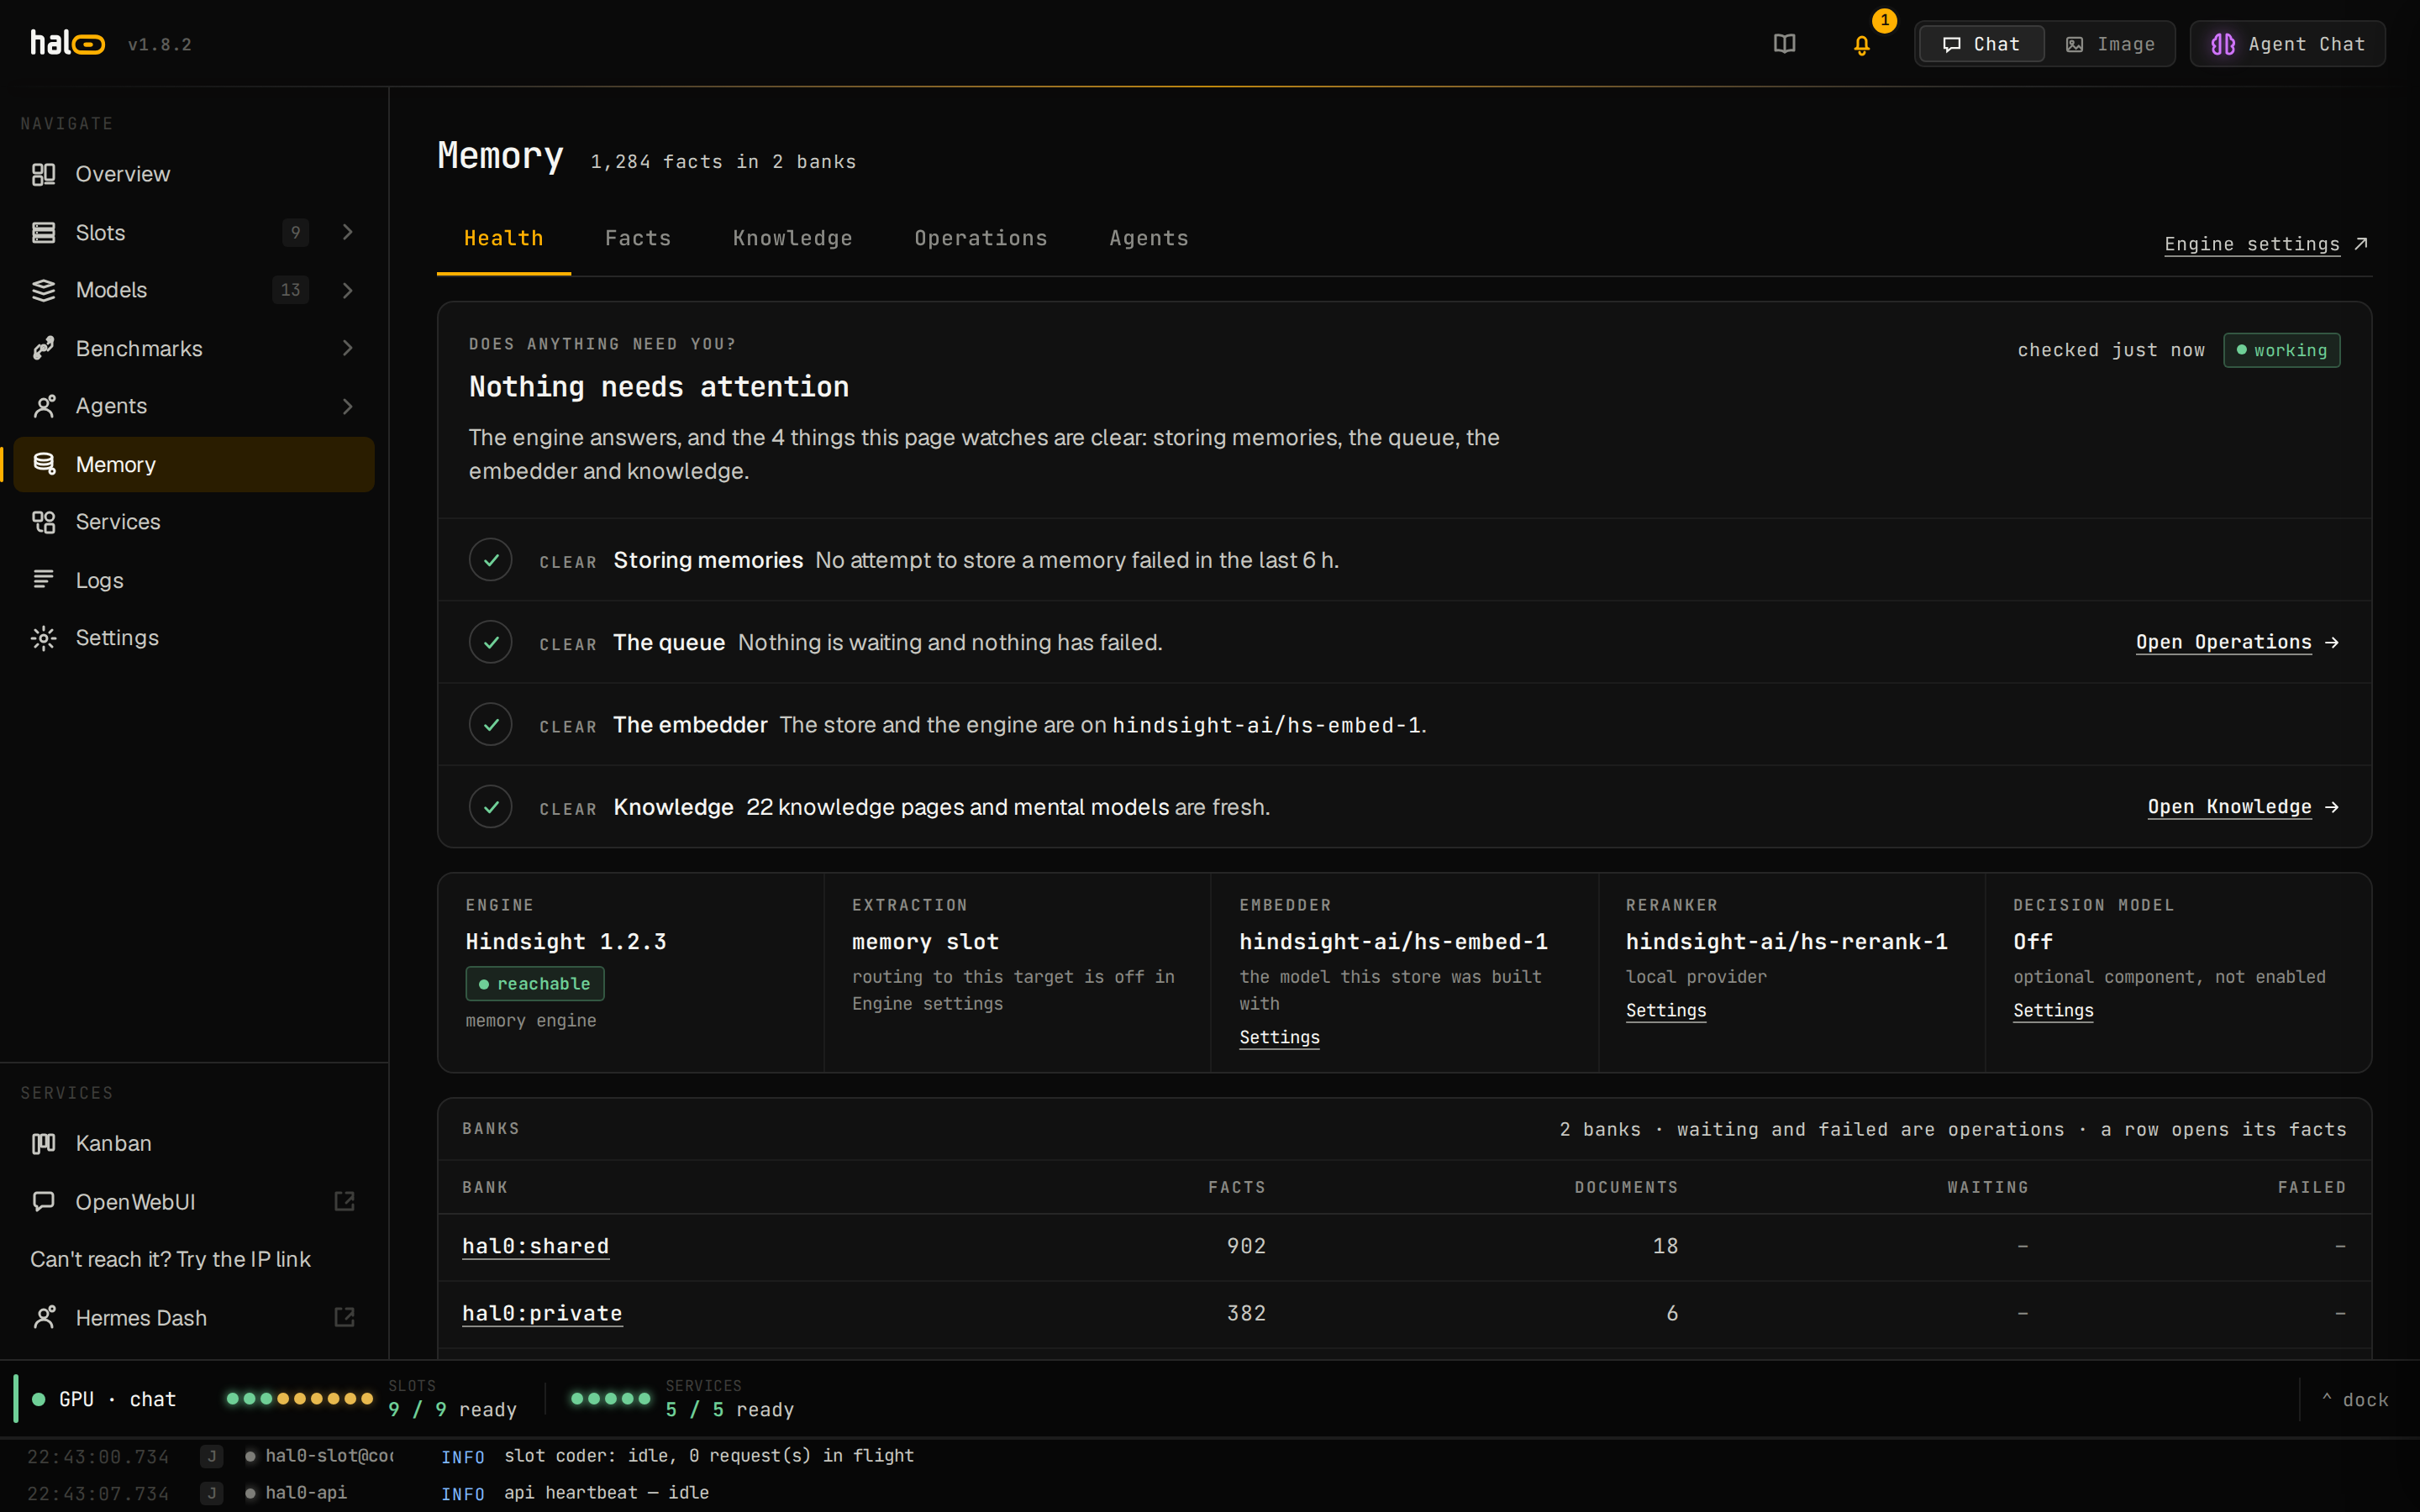 halo v1.8.2
1
Chat Image Agent Chat
NAVIGATE
Overview
Slots 9
Models 13
Benchmarks
Agents
Memory
Services
Logs
Settings
SERVICES
Kanban
OpenWebUI
Can't reach it? Try the IP link
Hermes Dash
Memory 1,284 facts in 2 banks
Health Facts Knowledge Operations Agents Engine settings ↗
DOES ANYTHING NEED YOU?
checked just now working
Nothing needs attention
The engine answers, and the 4 things this page watches are clear: storing memories, the queue, the
embedder and knowledge.
CLEAR Storing memories No attempt to store a memory failed in the last 6 h.
CLEAR The queue Nothing is waiting and nothing has failed. Open Operations →
CLEAR The embedder The store and the engine are on hindsight-ai/hs-embed-1.
CLEAR Knowledge 22 knowledge pages and mental models are fresh. Open Knowledge →
ENGINE
Hindsight 1.2.3
reachable
memory engine
EXTRACTION
memory slot
routing to this target is off in
Engine settings
EMBEDDER
hindsight-ai/hs-embed-1
the model this store was built
with
Settings
RERANKER
hindsight-ai/hs-rerank-1
local provider
Settings
DECISION MODEL
Off
optional component, not enabled
Settings
BANKS 2 banks · waiting and failed are operations · a row opens its facts
BANK FACTS DOCUMENTS WAITING FAILED
hal0:shared 902 18 – –
hal0:private 382 6 – –
GPU · chat
SLOTS
9 / 9 ready
SERVICES
5 / 5 ready
^ dock
22:43:00.734 J hal0-slot@coc INFO slot coder: idle, 0 request(s) in flight
22:43:07.734 J hal0-api INFO api heartbeat — idle